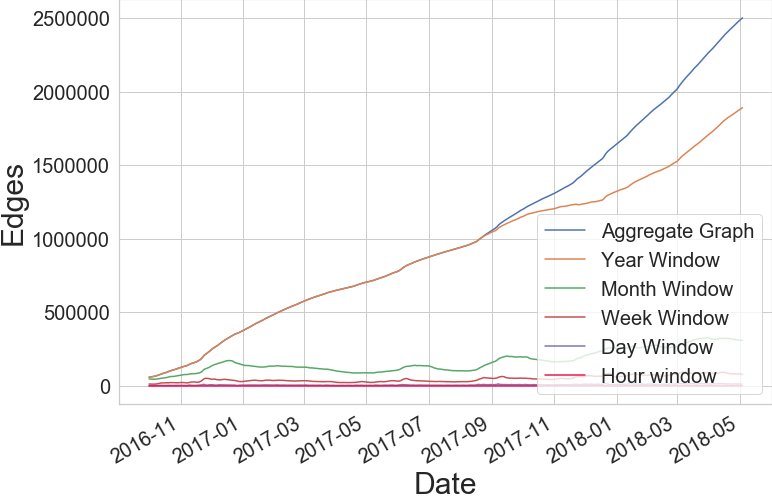 2500000
2000000
1500000
1000000
500000
0
Edges
Aggregate Graph
Year Window
Month Window
Week Window
Day Window
Hour window
2016-11
2017-01
2017-03
2017-05
2017-07
2017-09
2017-11
2018-01
2018-03
2018-05
Date